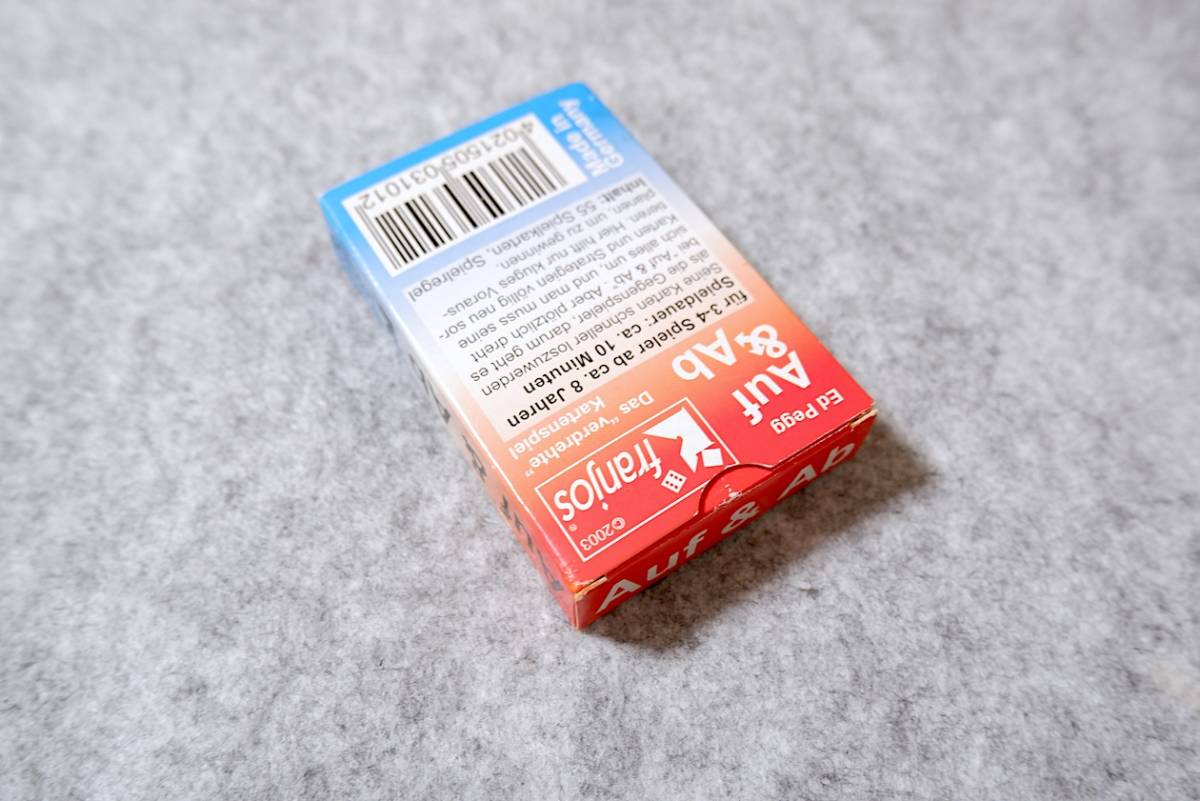 ©2003
franjos®
Das "verdrehte"
Kartenspiel
Ed Pegg
Auf
& Ab
für 3-4 Spieler ab ca. 8 Jahren
Spieldauer: ca. 10 Minuten
Seine Karten schneller loszuwerden
als die Gegenspieler, darum geht es
bei "Auf & Ab". Aber plötzlich dreht
sich alles um, und man muss seine
Karten und Strategien völlig neu sor-
tieren. Hier hilft nur kluges Voraus-
planen, um zu gewinnen.
Inhalt: 55 Spielkarten, Spielregel
4 021505 031012
Made in
Germany
Auf & Ab